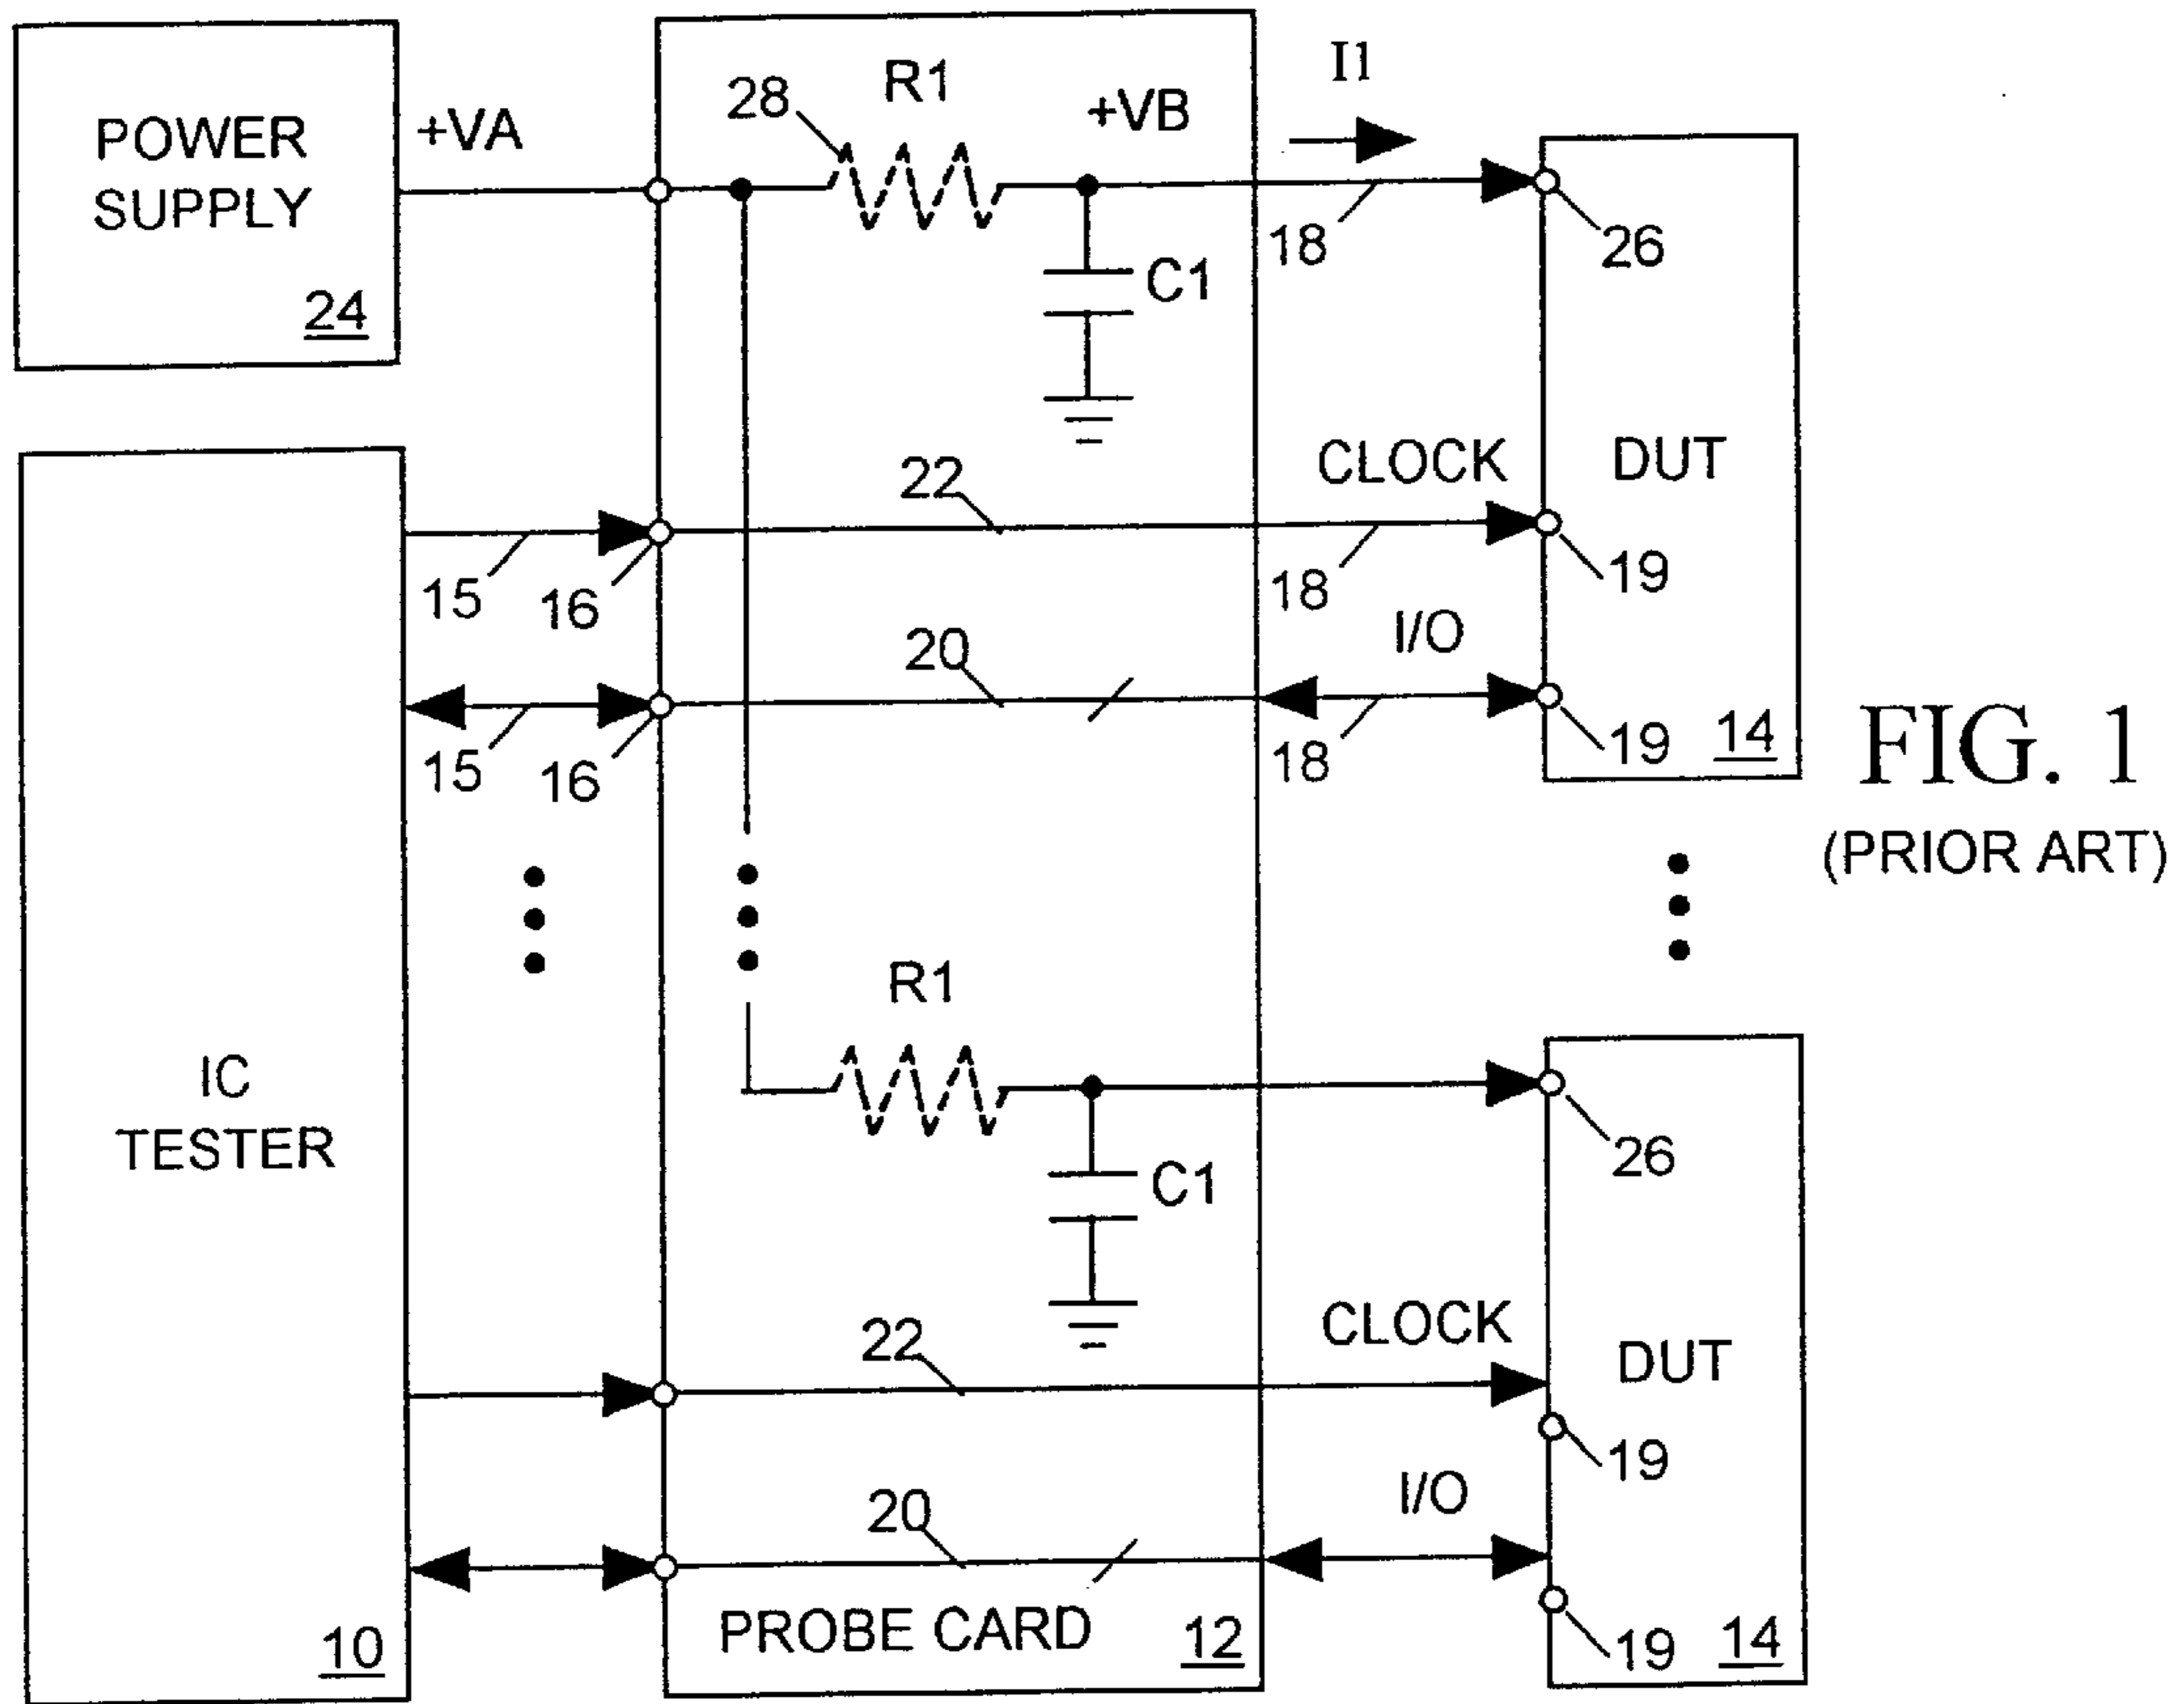 POWER
SUPPLY
24
+VA
28
R1
+VB
I1
C1
18
26
CLOCK
DUT
22
15
16
18
19
I/O
20
15
16
18
19
14
FIG. 1
(PRIOR ART)
R1
IC
TESTER
C1
26
CLOCK
DUT
22
19
I/O
20
PROBE CARD
12
10
19
14